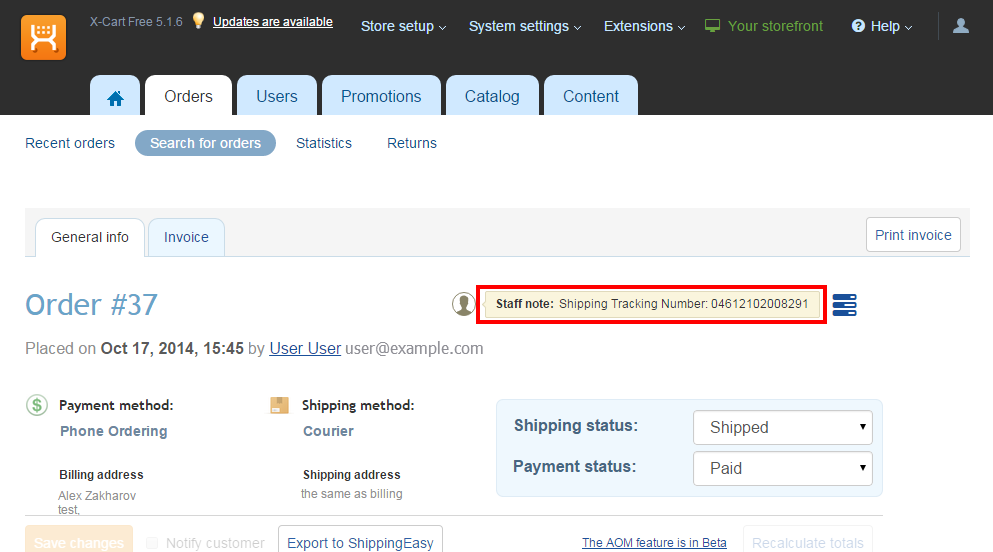 X-Cart Free 5.1.6 Updates are available Store setup System settings Extensions Your storefront Help
Orders Users Promotions Catalog Content
Recent orders Search for orders Statistics Returns
General info Invoice Print invoice
Order #37 Staff note: Shipping Tracking Number: 04612102008291
Placed on Oct 17, 2014, 15:45 by User User user@example.com
Payment method: Shipping method:
Phone Ordering Courier
Shipping status: Shipped
Payment status: Paid
Billing address Shipping address
Alex Zakharov the same as billing
test,
Save changes Notify customer Export to ShippingEasy The AOM feature is in Beta Recalculate totals